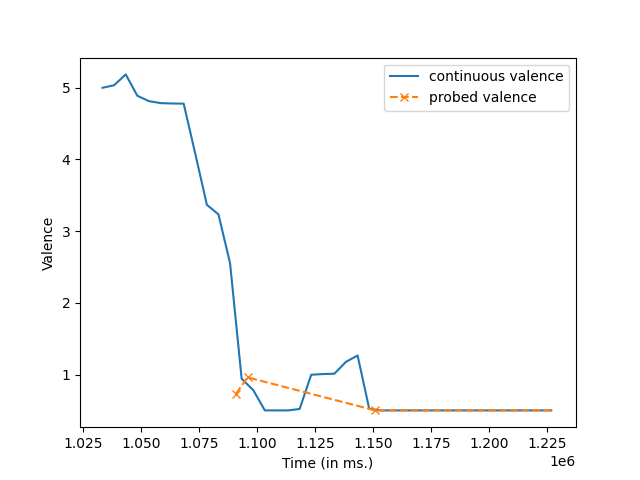 continuous valence
probed valence
Valence
5
4
3
2
1
1.025 1.050 1.075 1.100 1.125 1.150 1.175 1.200 1.225
Time (in ms.)
1e6